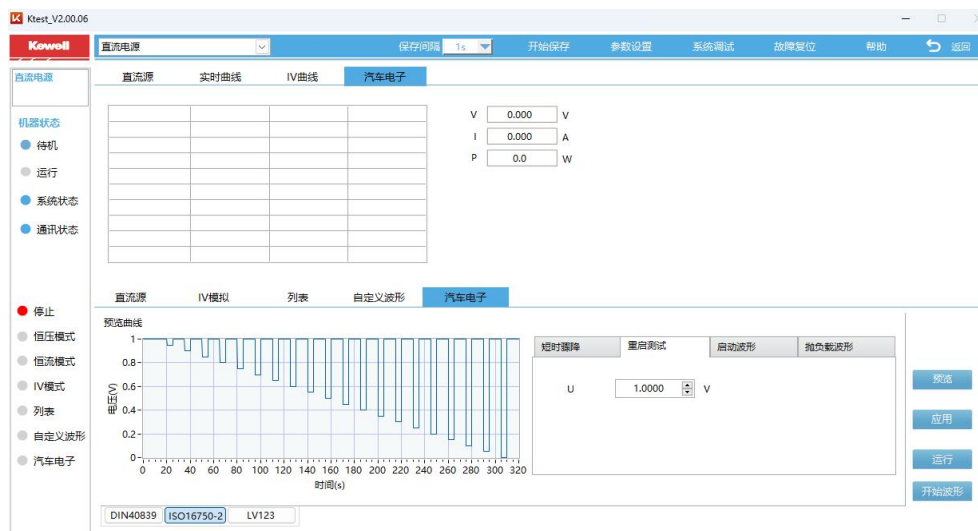 Ktest_V2.00.06
Kewell 直流电源 保存间隔 1s 开始保存 参数设置 系统调试 故障复位 帮助 返回
直流电源
直流源 实时曲线 IV曲线 汽车电子
机器状态
待机
运行
系统状态
通讯状态
V 0.000 V
I 0.000 A
P 0.0 W
直流源 IV模拟 列表 自定义波形 汽车电子
停止
恒压模式
恒流模式
IV模式
列表
自定义波形
汽车电子
预览曲线
电压(V)
1
0.8
0.6
0.4
0.2
0
0 20 40 60 80 100 120 140 160 180 200 220 240 260 280 300 320
时间(s)
短时骤降 重启测试 启动波形 抛负载波形
U 1.0000 V
预览
应用
运行
开始波形
DIN40839 ISO16750-2 LV123